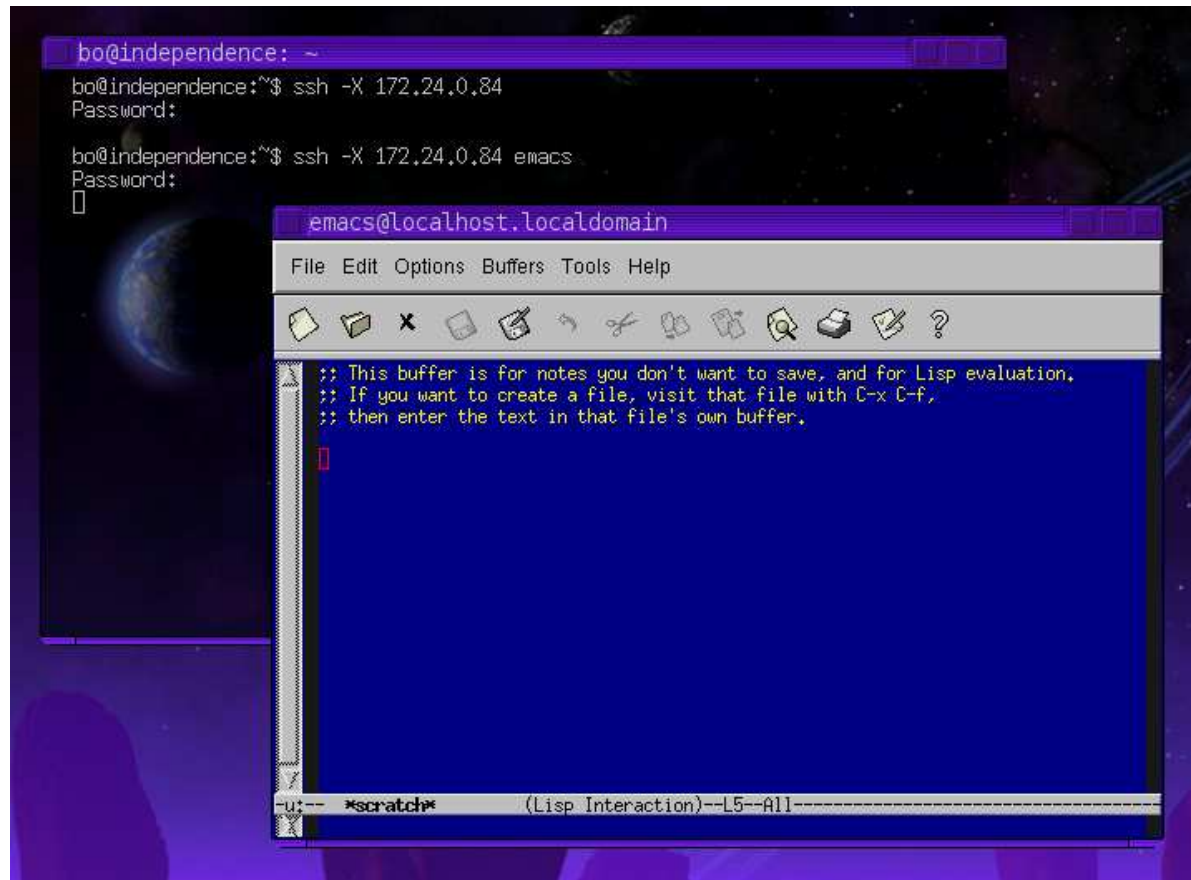 bo@independence: ~
bo@independence:~$ ssh -X 172.24.0.84
Password:
bo@independence:~$ ssh -X 172.24.0.84 emacs
Password:
emacs@localhost.localdomain
File Edit Options Buffers Tools Help
;; This buffer is for notes you don't want to save, and for Lisp evaluation.
;; If you want to create a file, visit that file with C-x C-f,
;; then enter the text in that file's own buffer.
-u:-- *scratch* (Lisp Interaction)--L5--All----------------------------------------